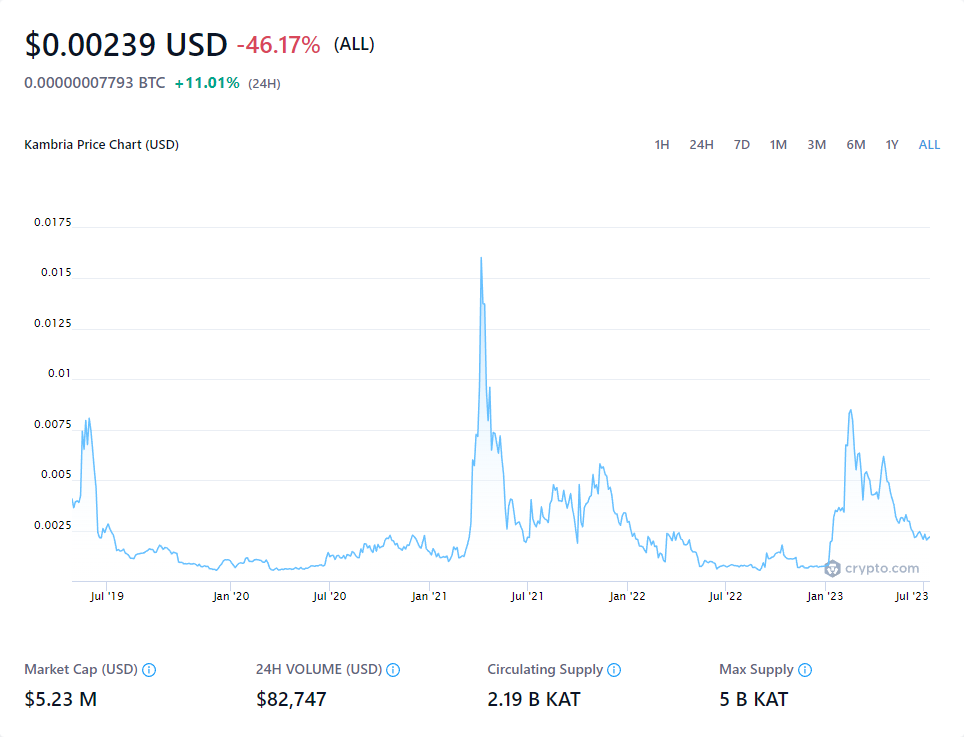 $0.00239 USD -46.17% (ALL)
0.00000007793 BTC +11.01% (24H)
Kambria Price Chart (USD) 1H 24H 7D 1M 3M 6M 1Y ALL
0.0175
0.015
0.0125
0.01
0.0075
0.005
0.0025
crypto.com
Jul '19 Jan '20 Jul '20 Jan '21 Jul '21 Jan '22 Jul '22 Jan '23 Jul '23
Market Cap (USD) 24H VOLUME (USD) Circulating Supply Max Supply
$5.23 M $82,747 2.19 B KAT 5 B KAT